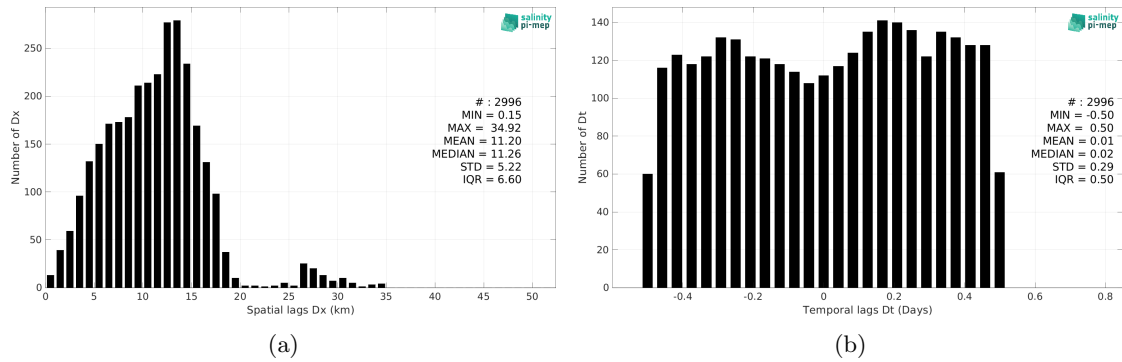 salinity
pi-mep
250
200
150
100
50
0
Number of Dx
# : 2996
MIN = 0.15
MAX = 34.92
MEAN = 11.20
MEDIAN = 11.26
STD = 5.22
IQR = 6.60
0 5 10 15 20 25 30 35 40 45 50
Spatial lags Dx (km)
(a)
salinity
pi-mep
140
120
100
80
60
40
20
0
Number of Dt
# : 2996
MIN = -0.50
MAX = 0.50
MEAN = 0.01
MEDIAN = 0.02
STD = 0.29
IQR = 0.50
-0.4 -0.2 0 0.2 0.4 0.6 0.8
Temporal lags Dt (Days)
(b)